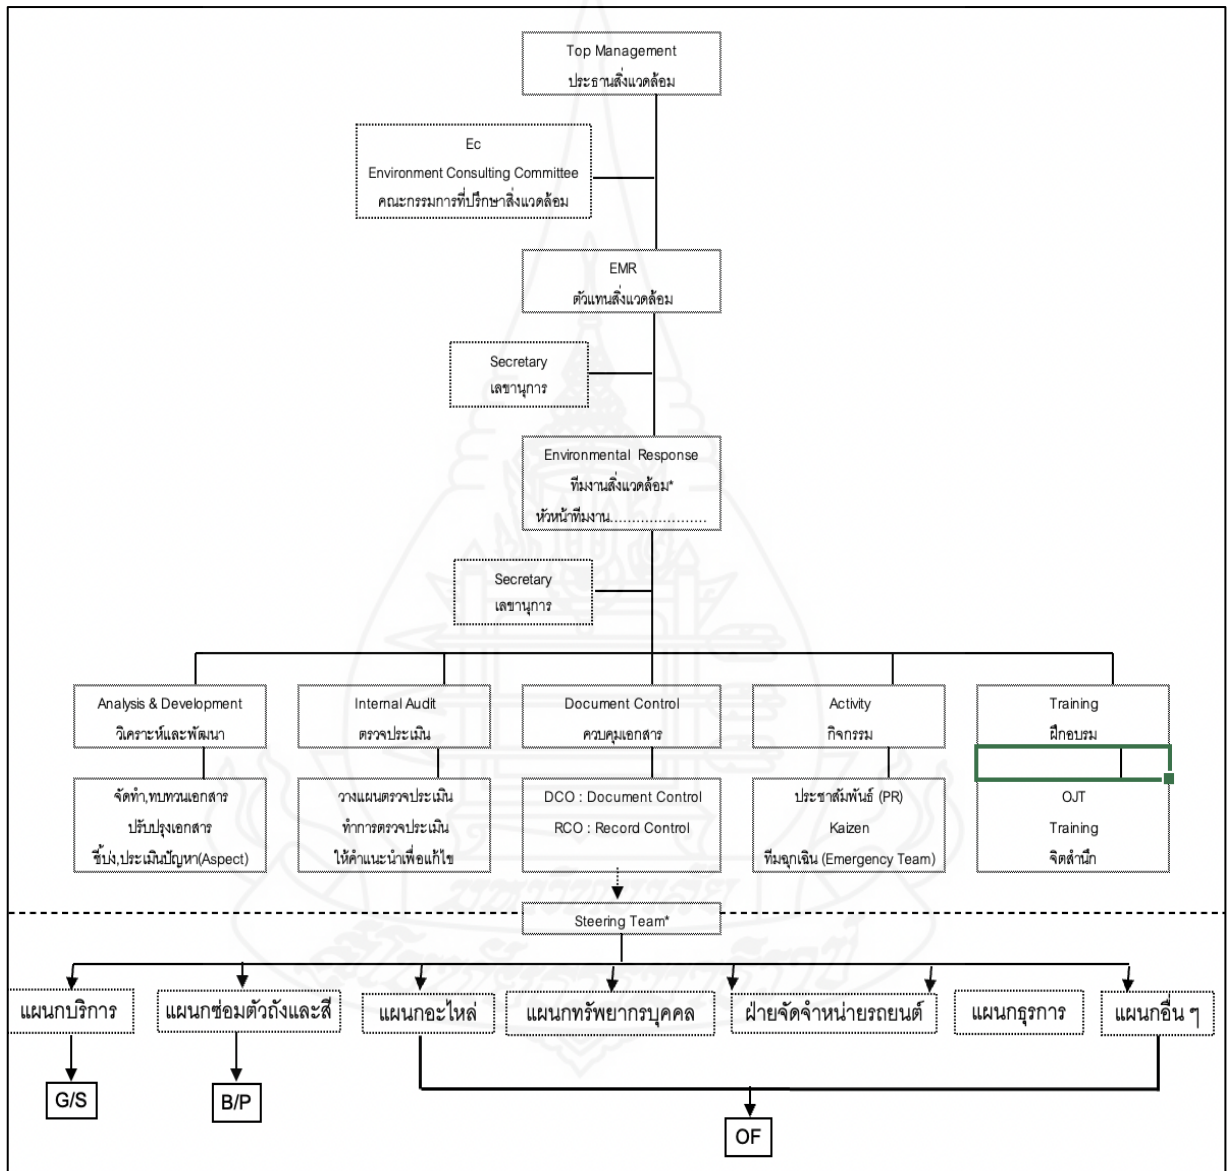 Top Management
ประธานสิ่งแวดล้อม
Ec
Environment Consulting Committee
คณะกรรมการที่ปรึกษาสิ่งแวดล้อม
EMR
ตัวแทนสิ่งแวดล้อม
Secretary
เลขานุการ
Environmental Response
ทีมงานสิ่งแวดล้อม*
หัวหน้าทีมงาน......................
Secretary
เลขานุการ
Analysis & Development
วิเคราะห์และพัฒนา
Internal Audit
ตรวจประเมิน
Document Control
ควบคุมเอกสาร
Activity
กิจกรรม
Training
ฝึกอบรม
จัดทำ,ทบทวนเอกสาร
ปรับปรุงเอกสาร
ชี้บ่ง,ประเมินปัญหา(Aspect)
วางแผนตรวจประเมิน
ทำการตรวจประเมิน
ให้คำแนะนำเพื่อแก้ไข
DCO : Document Control
RCO : Record Control
ประชาสัมพันธ์ (PR)
Kaizen
ทีมฉุกเฉิน (Emergency Team)
OJT
Training
จิตสำนึก
Steering Team*
แผนกบริการ
แผนกซ่อมตัวถังและสี
แผนกอะไหล่
แผนกทรัพยากรบุคคล
ฝ่ายจัดจำหน่ายรถยนต์
แผนกธุรการ
แผนกอื่น ๆ
G/S
B/P
OF